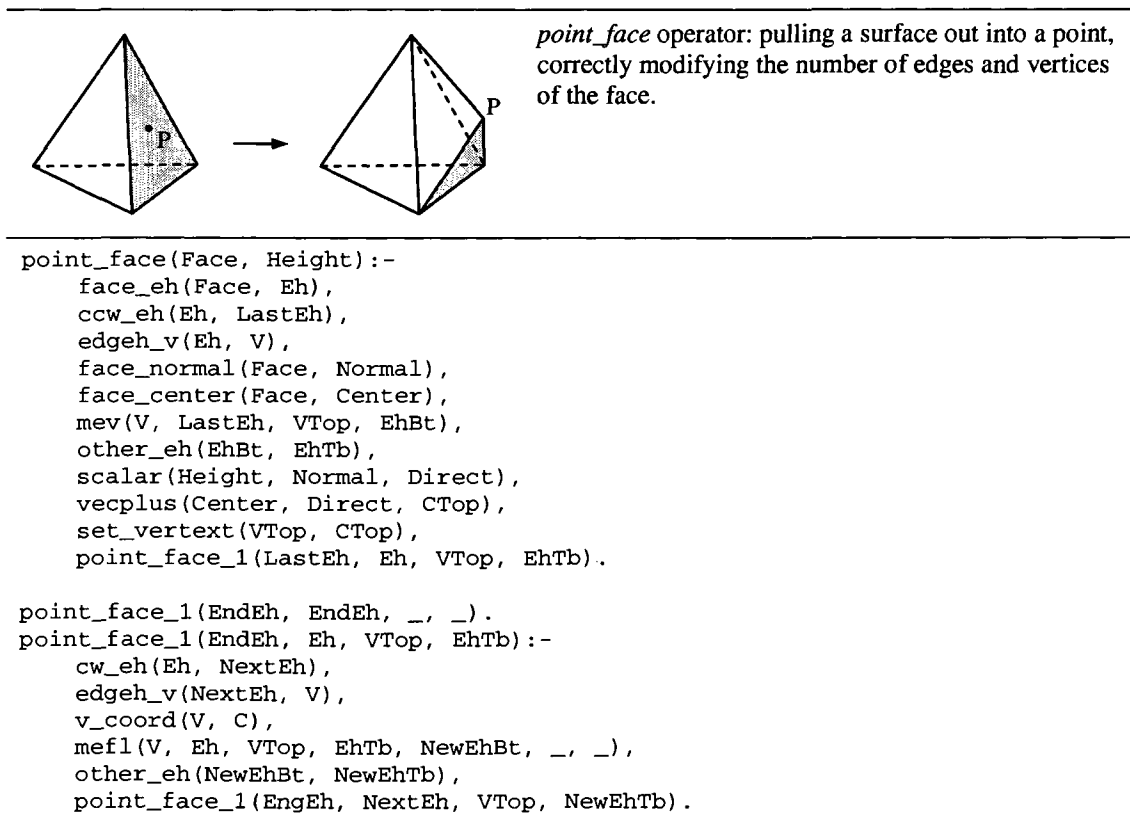 point_face operator: pulling a surface out into a point,
correctly modifying the number of edges and vertices
of the face.
P
P
point_face(Face, Height):-
    face_eh(Face, Eh),
    ccw_eh(Eh, LastEh),
    edgeh_v(Eh, V),
    face_normal(Face, Normal),
    face_center(Face, Center),
    mev(V, LastEh, VTop, EhBt),
    other_eh(EhBt, EhTb),
    scalar(Height, Normal, Direct),
    vecplus(Center, Direct, CTop),
    set_vertext(VTop, CTop),
    point_face_1(LastEh, Eh, VTop, EhTb).
point_face_1(EndEh, EndEh, _, _).
point_face_1(EndEh, Eh, VTop, EhTb):-
    cw_eh(Eh, NextEh),
    edgeh_v(NextEh, V),
    v_coord(V, C),
    mefl(V, Eh, VTop, EhTb, NewEhBt, _, _),
    other_eh(NewEhBt, NewEhTb),
    point_face_1(EngEh, NextEh, VTop, NewEhTb).